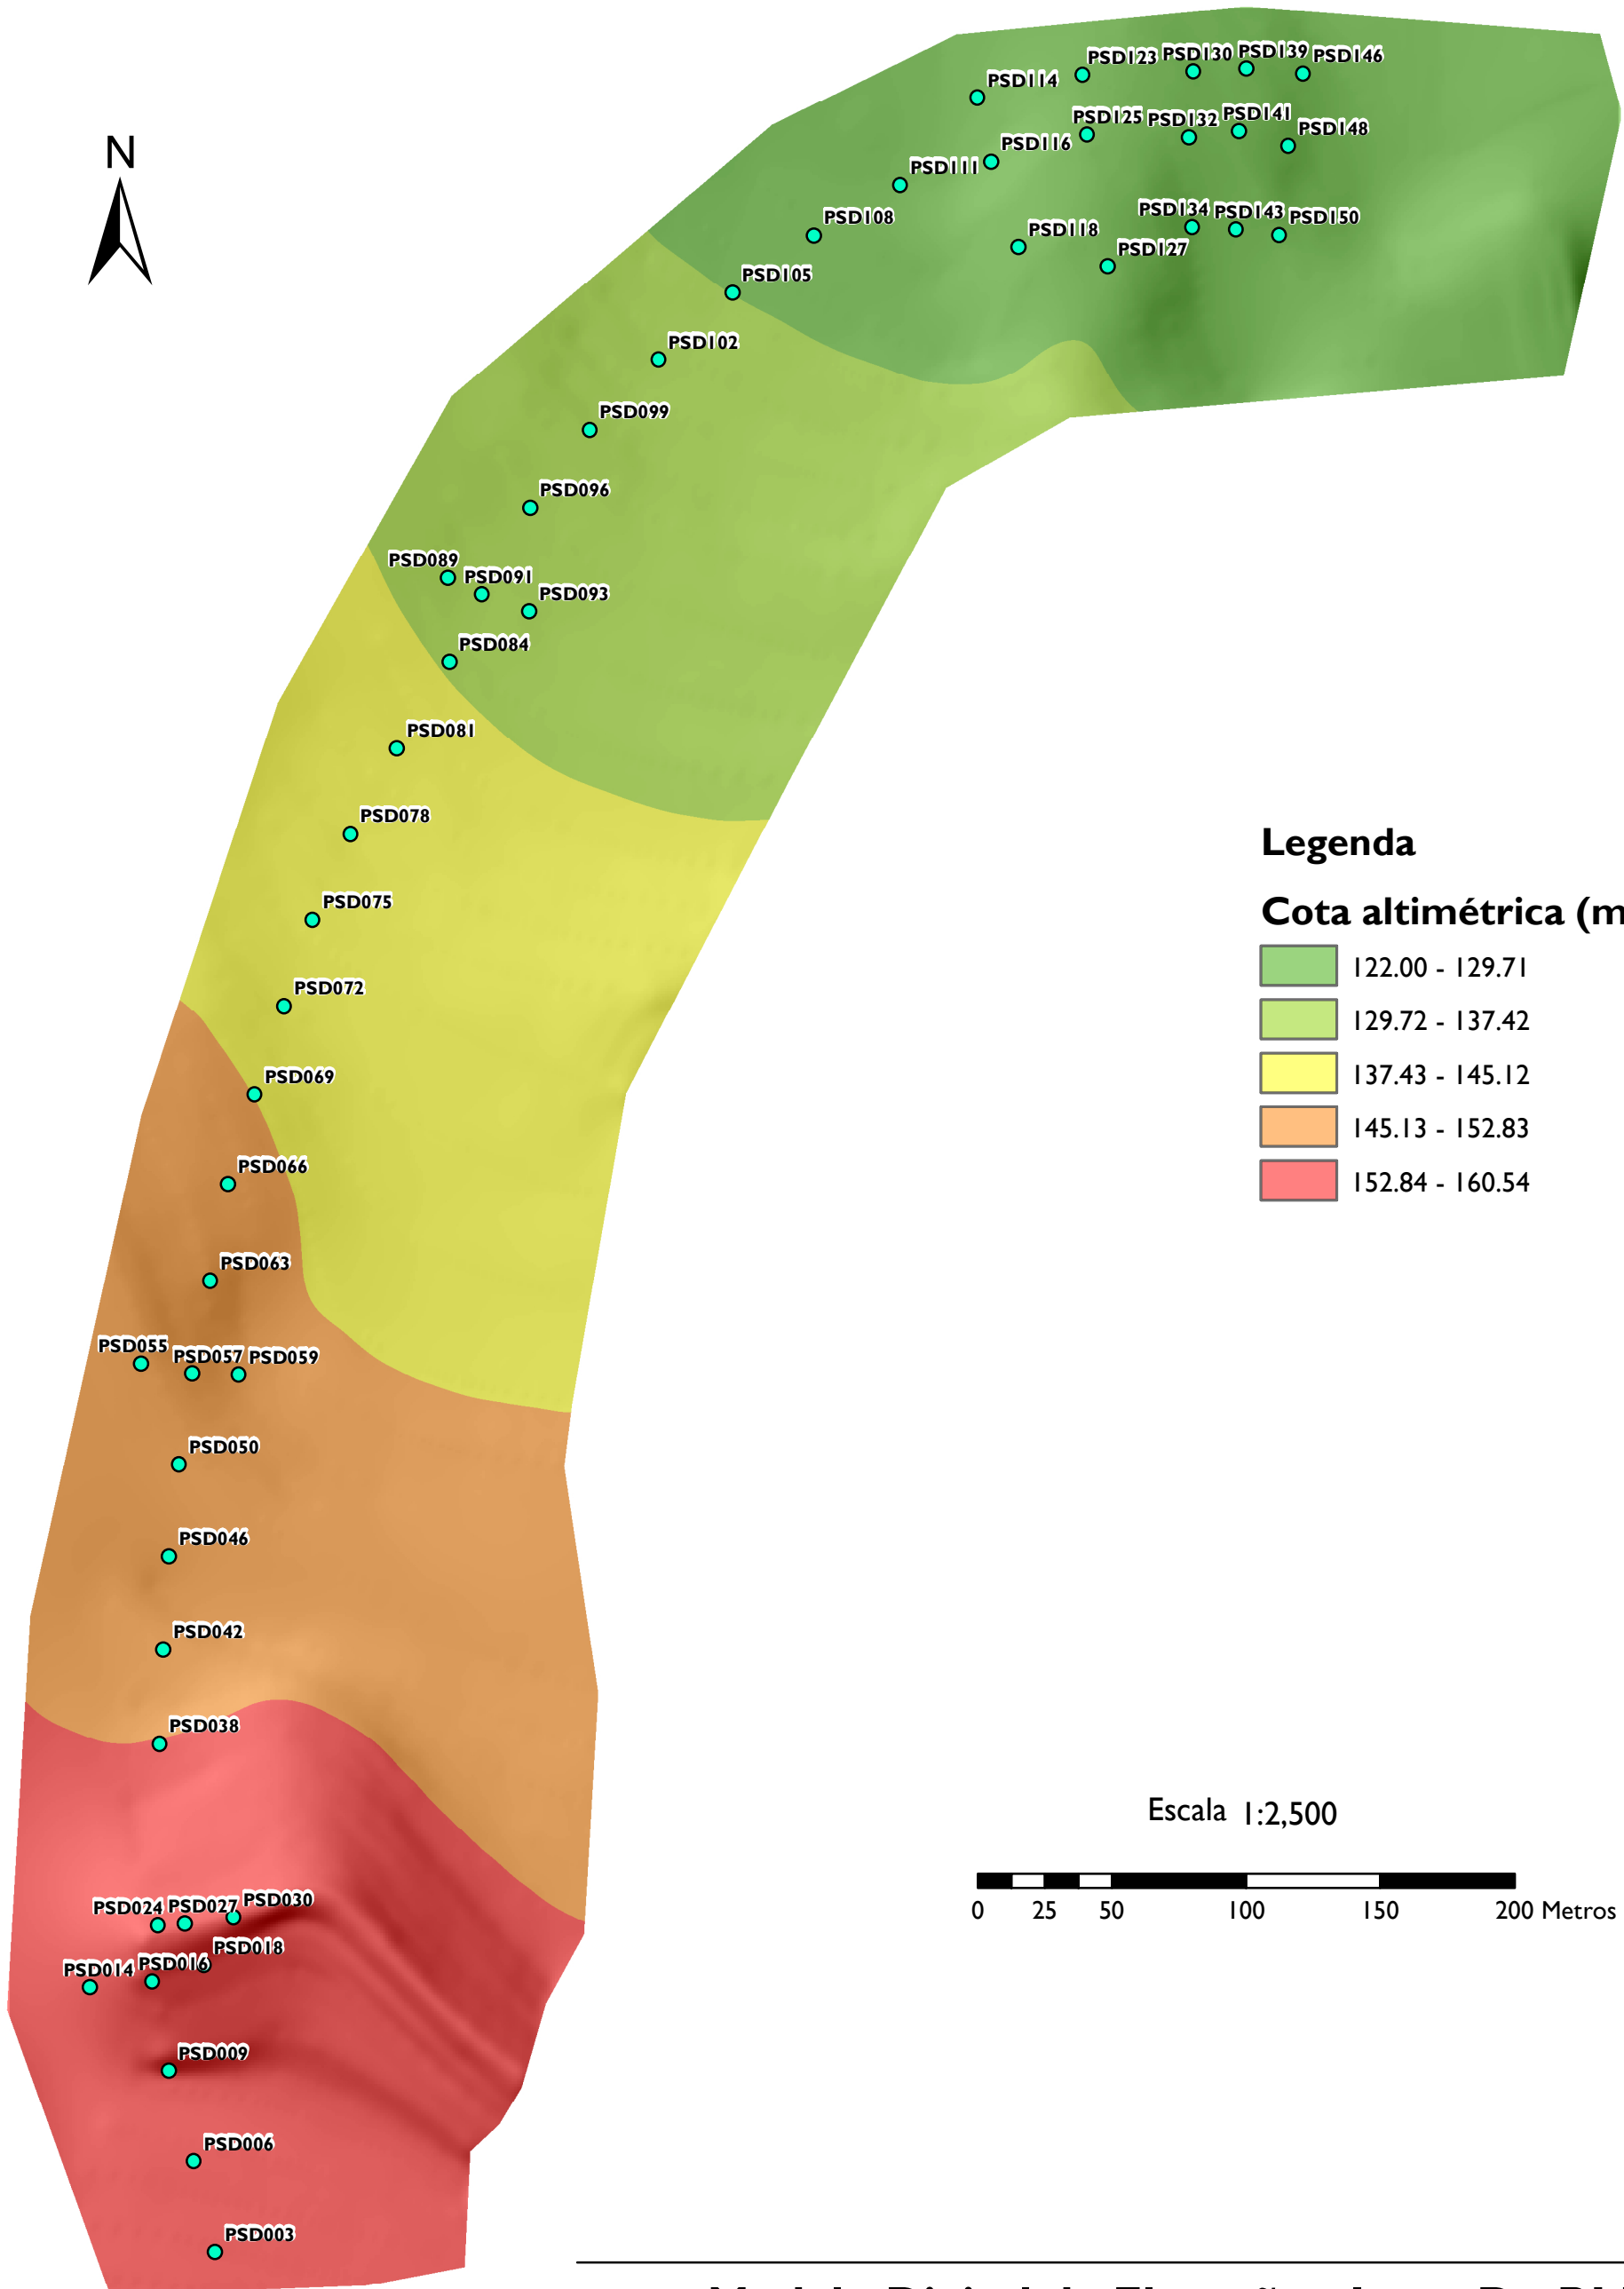 N
PSD123 PSD130 PSD139 PSD146
PSD114
PSD125 PSD132 PSD141 PSD148
PSD116
PSD111
PSD108 PSD118 PSD134 PSD143 PSD150
PSD127
PSD105
PSD102
PSD099
PSD096
PSD089 PSD091 PSD093
PSD084
PSD081
PSD078
PSD075
PSD072
PSD069
PSD066
PSD063
PSD055 PSD057 PSD059
PSD050
PSD046
PSD042
PSD038
PSD024 PSD027 PSD030
PSD014 PSD016 PSD018
PSD009
PSD006
PSD003
Legenda
Cota altimétrica (m
122.00 - 129.71
129.72 - 137.42
137.43 - 145.12
145.13 - 152.83
152.84 - 160.54
Escala 1:2,500
0 25 50 100 150 200 Metros